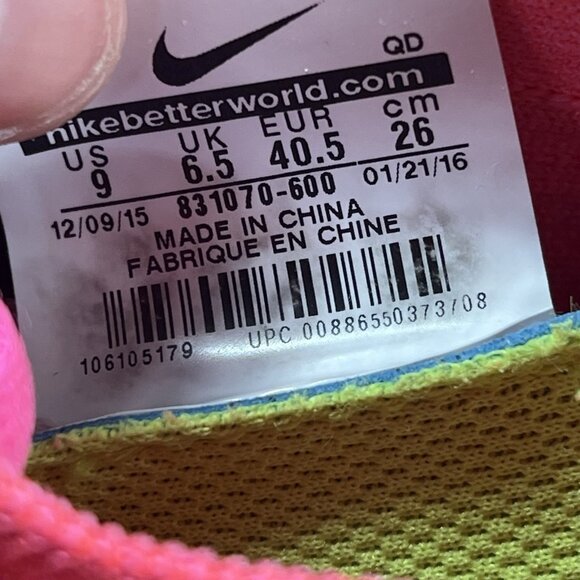 QD
nikebetterworld.com
US UK EUR cm
9 6.5 40.5 26
12/09/15 831070-600 01/21/16
MADE IN CHINA
FABRIQUE EN CHINE
106105179 UPC 00886550373/08